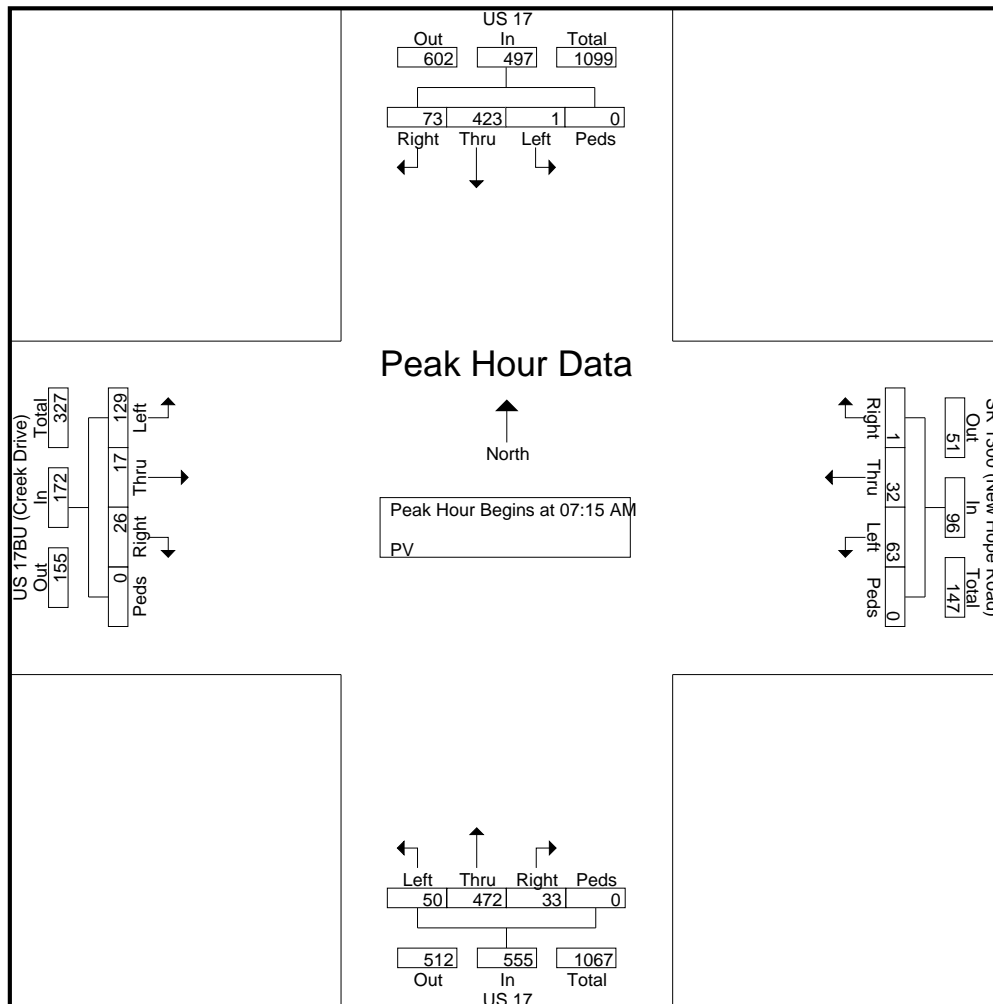 US 17
Out In Total
602 497 1099
73 423 1 0
Right Thru Left Peds
Peak Hour Data
North
Peak Hour Begins at 07:15 AM
PV
US 17BU (Creek Drive)
Out In Total
155 172 327
129 17 26 0
Left Thru Right Peds
(New Hope Road)
Out In Total
51 96 147
1 32 63 0
Right Thru Left Peds
Left Thru Right Peds
50 472 33 0
512 555 1067
Out In Total
US 17